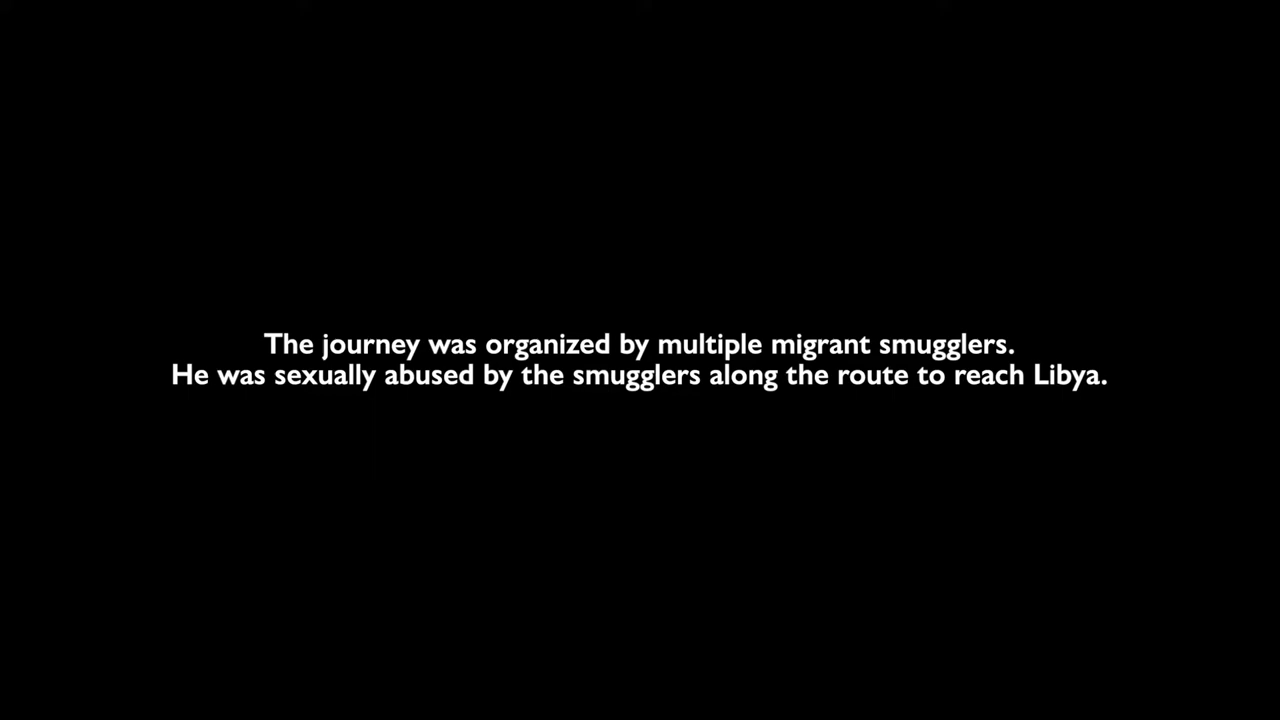 The journey was organized by multiple migrant smugglers.
He was sexually abused by the smugglers along the route to reach Libya.